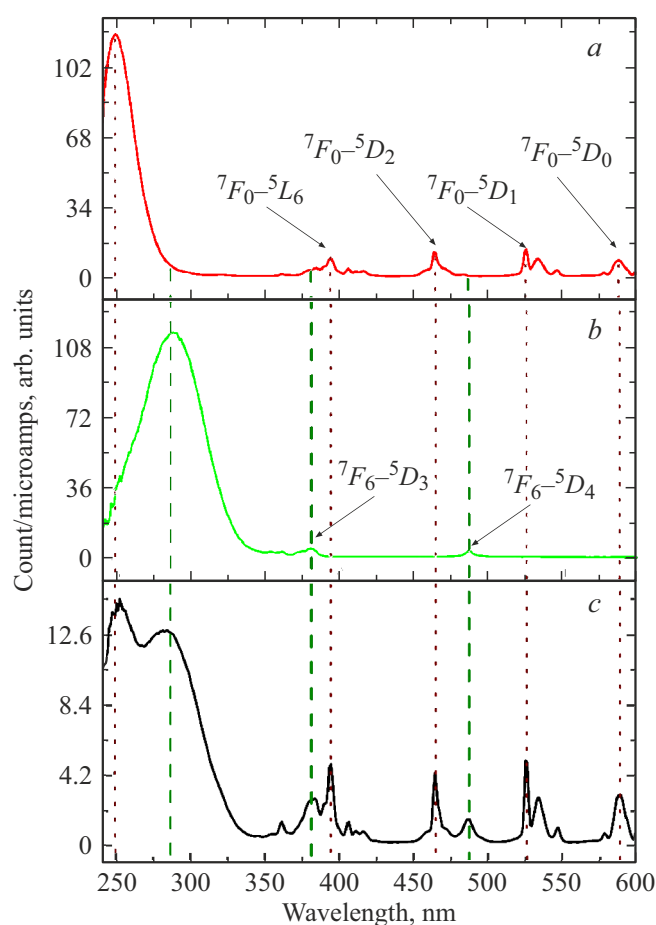 a
102
68
34
0
⁷F₀–⁵L₆
⁷F₀–⁵D₂
⁷F₀–⁵D₁
⁷F₀–⁵D₀
b
108
72
36
0
⁷F₆–⁵D₃
⁷F₆–⁵D₄
Count/microamps, arb. units
c
12.6
8.4
4.2
0
250 300 350 400 450 500 550 600
Wavelength, nm